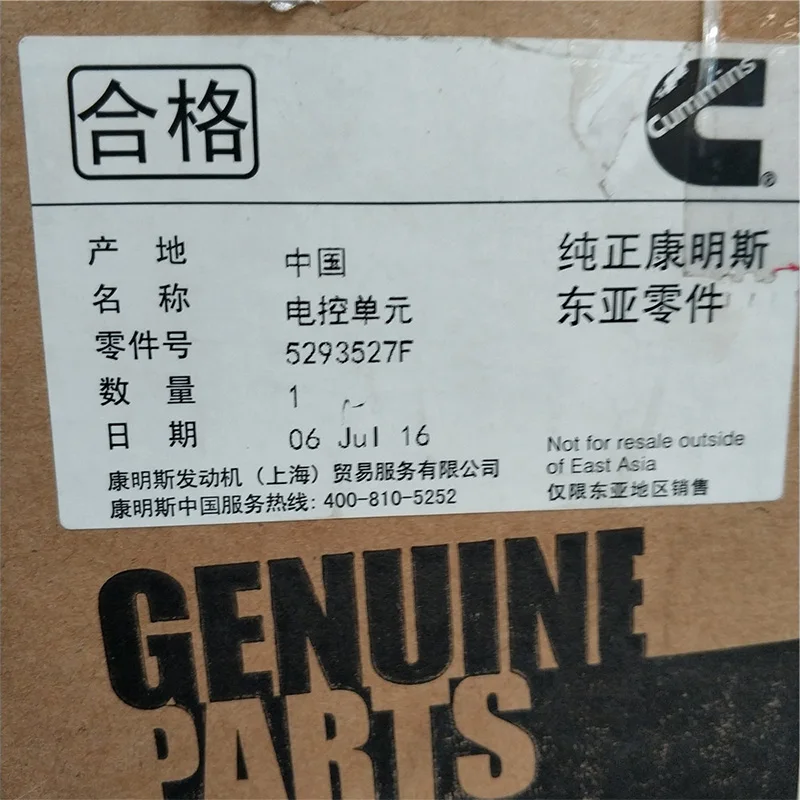 合格
Cummins
®
产地 中国
名称 电控单元
零件号 5293527F
数量 1
日期 06 Jul 16
纯正康明斯
东亚零件
康明斯发动机（上海）贸易服务有限公司
康明斯中国服务热线: 400-810-5252
Not for resale outside
of East Asia
仅限东亚地区销售
GENUINE
PARTS